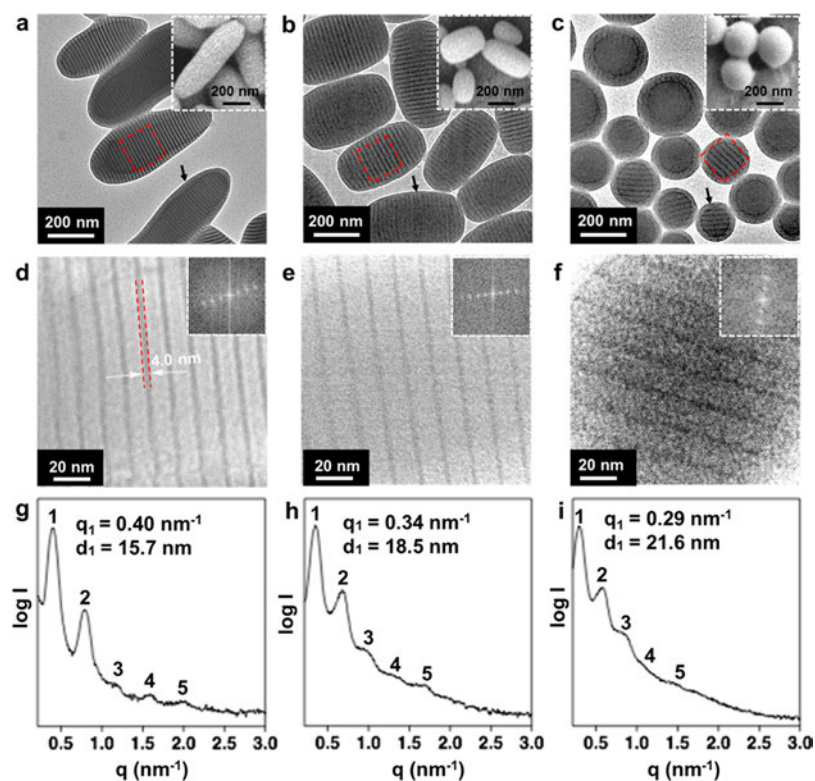 a
200 nm
200 nm
b
200 nm
200 nm
c
200 nm
200 nm
d
4.0 nm
20 nm
e
20 nm
f
20 nm
g
q₁ = 0.40 nm⁻¹
d₁ = 15.7 nm
1
2
3
4
5
log I
0.5 1.0 1.5 2.0 2.5 3.0
q (nm⁻¹)
h
q₁ = 0.34 nm⁻¹
d₁ = 18.5 nm
1
2
3
4
5
log I
0.5 1.0 1.5 2.0 2.5 3.0
q (nm⁻¹)
i
q₁ = 0.29 nm⁻¹
d₁ = 21.6 nm
1
2
3
4
5
log I
0.5 1.0 1.5 2.0 2.5 3.0
q (nm⁻¹)